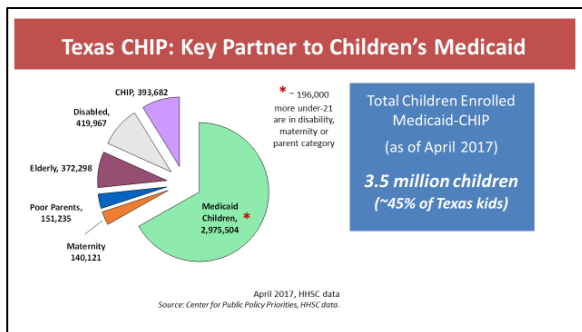 Texas CHIP: Key Partner to Children's Medicaid
CHIP, 393,682
Disabled,
419,967
Elderly, 372,298
Poor Parents,
151,235
Maternity
140,121
Medicaid
Children, *
2,975,504
* ~ 196,000
more under-21
are in disability,
maternity or
parent category
Total Children Enrolled
Medicaid-CHIP
(as of April 2017)
3.5 million children
(~45% of Texas kids)
April 2017, HHSC data
Source: Center for Public Policy Priorities, HHSC data.